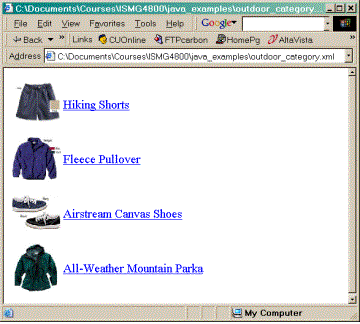 C:\Documents\Courses\ISMG4800\java_examples\outdoor_category.
File Edit View Favorites Tools Help Google
Back Links CUOnline FTPcarbon HomePg AltaVista
Address C:\Documents\Courses\ISMG4800\java_examples\outdoor_category.xml
Hiking Shorts
Fleece Pullover
Airstream Canvas Shoes
All-Weather Mountain Parka
My Computer